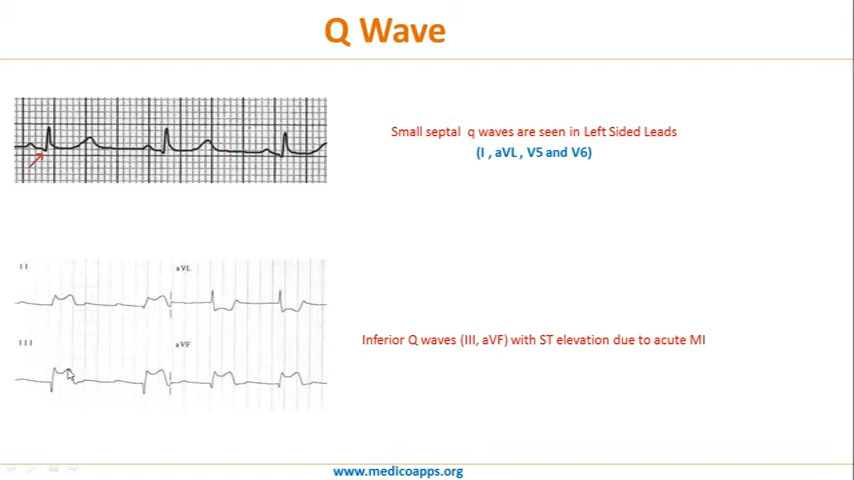 Q Wave
Small septal q waves are seen in Left Sided Leads
(I , aVL , V5 and V6)
II
aVL
III
aVF
Inferior Q waves (III, aVF) with ST elevation due to acute MI
www.medicoapps.org